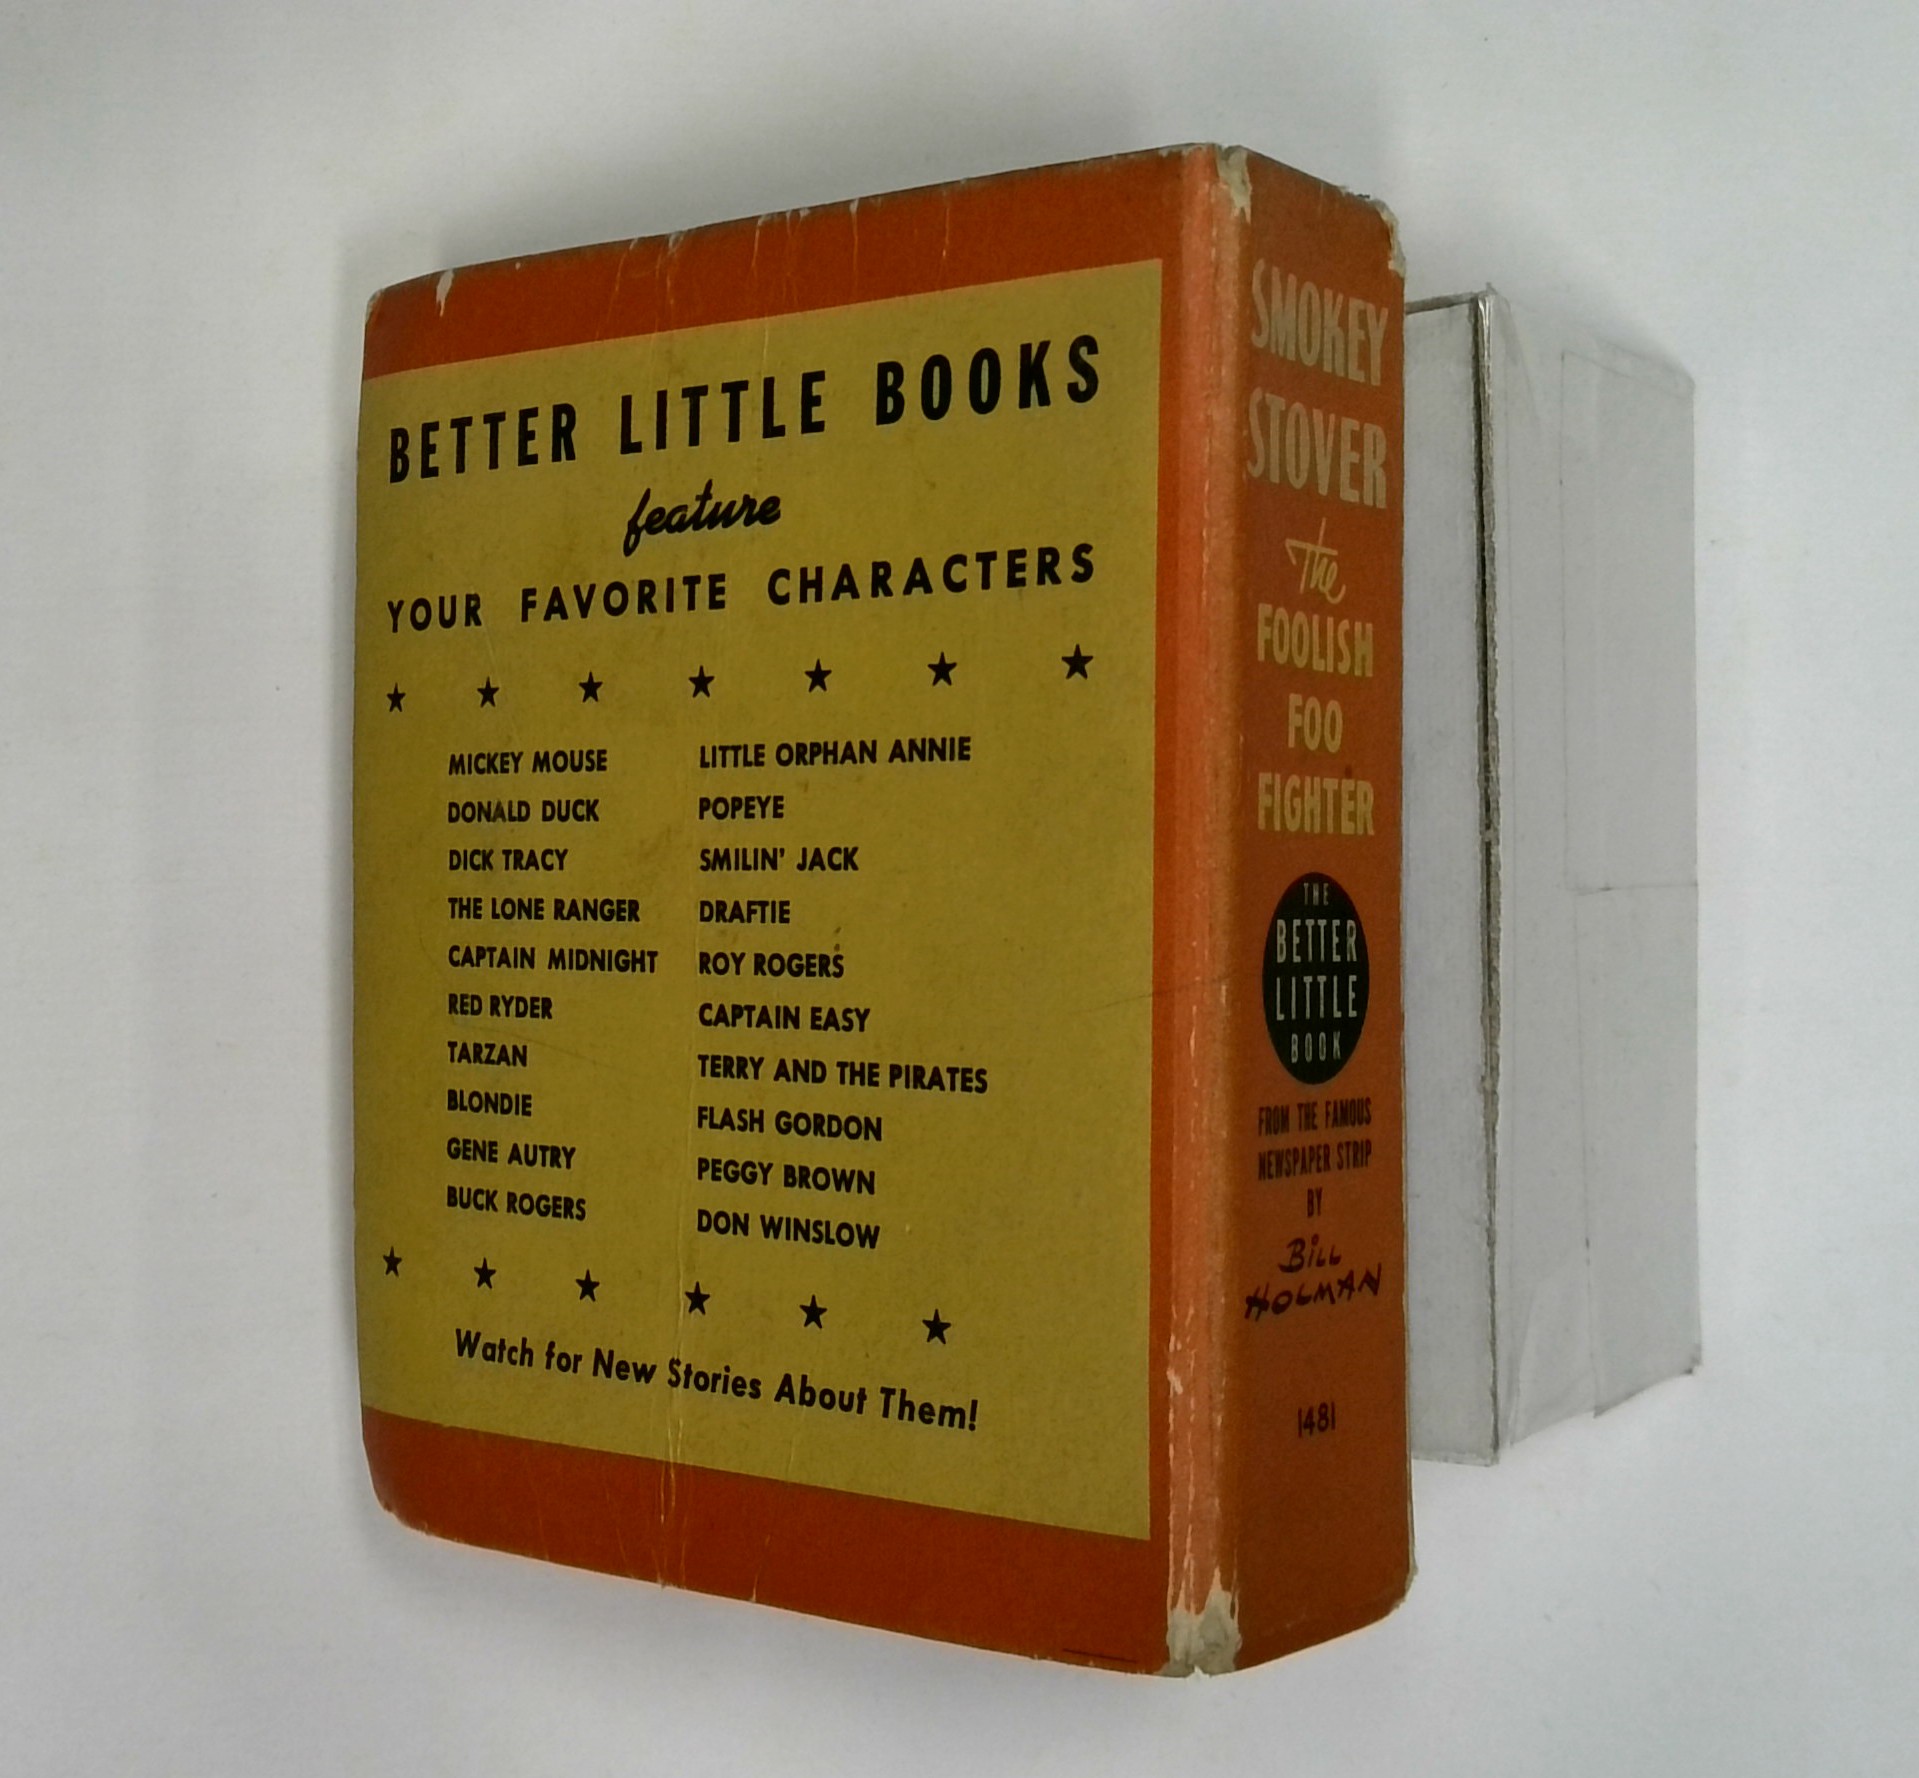 BETTER LITTLE BOOKS
feature
YOUR FAVORITE CHARACTERS
MICKEY MOUSE
DONALD DUCK
DICK TRACY
THE LONE RANGER
CAPTAIN MIDNIGHT
RED RYDER
TARZAN
BLONDIE
GENE AUTRY
BUCK ROGERS
LITTLE ORPHAN ANNIE
POPEYE
SMILIN' JACK
DRAFTIE
ROY ROGERS
CAPTAIN EASY
TERRY AND THE PIRATES
FLASH GORDON
PEGGY BROWN
DON WINSLOW
Watch for New Stories About Them!
SMOKEY
STOVER
The
FOOLISH
FOO
FIGHTER
THE
BETTER
LITTLE
BOOK
FROM THE FAMOUS
NEWSPAPER STRIP
BY
BILL
HOLMAN
1481